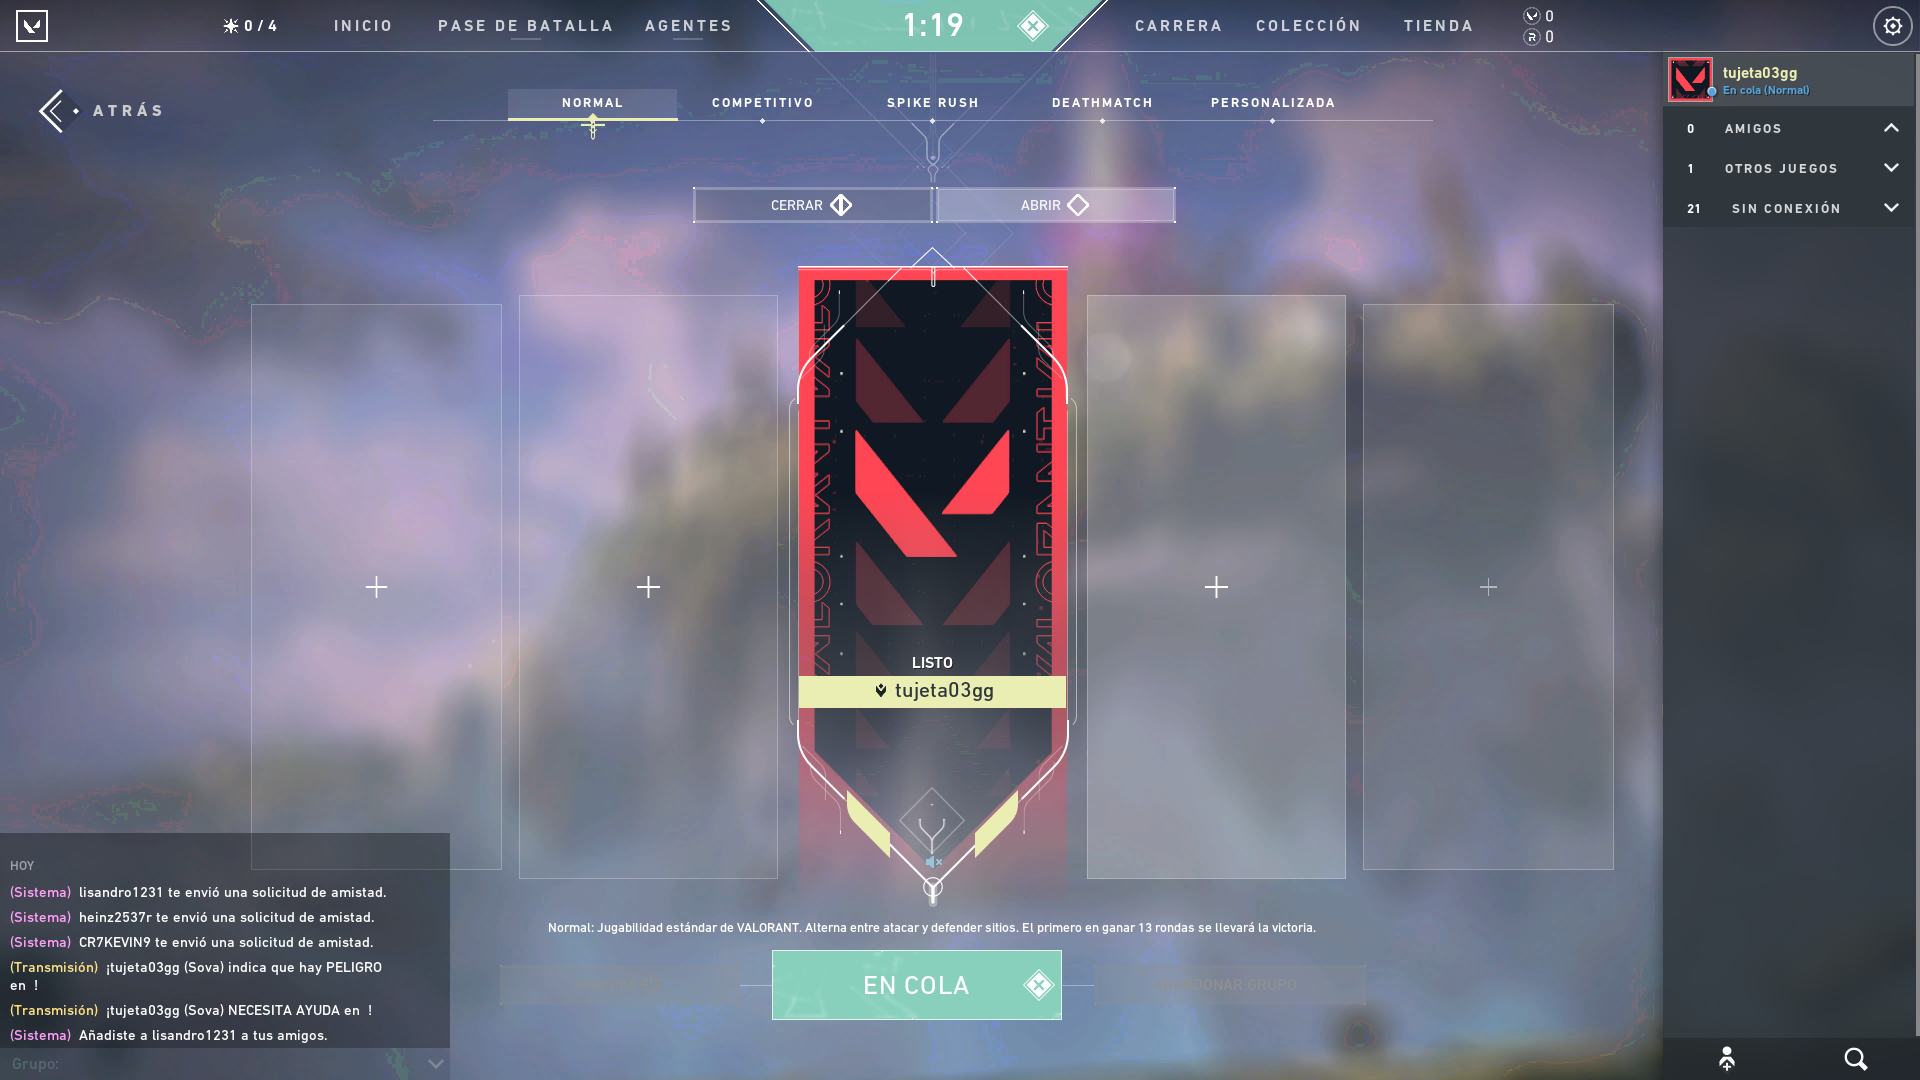 0 / 4
INICIO
PASE DE BATALLA
AGENTES
1:19
CARRERA
COLECCIÓN
TIENDA
0
0
ATRÁS
NORMAL
COMPETITIVO
SPIKE RUSH
DEATHMATCH
PERSONALIZADA
CERRAR
ABRIR
tujeta03gg
En cola (Normal)
0 AMIGOS
1 OTROS JUEGOS
21 SIN CONEXIÓN
LISTO
tujeta03gg
HOY
(Sistema) lisandro1231 te envió una solicitud de amistad.
(Sistema) heinz2537r te envió una solicitud de amistad.
(Sistema) CR7KEVIN9 te envió una solicitud de amistad.
(Transmisión) ¡tujeta03gg (Sova) indica que hay PELIGRO
en !
(Transmisión) ¡tujeta03gg (Sova) NECESITA AYUDA en !
(Sistema) Añadiste a lisandro1231 a tus amigos.
Grupo:
Normal: Jugabilidad estándar de VALORANT. Alterna entre atacar y defender sitios. El primero en ganar 13 rondas se llevará la victoria.
EN COLA
GRUPO